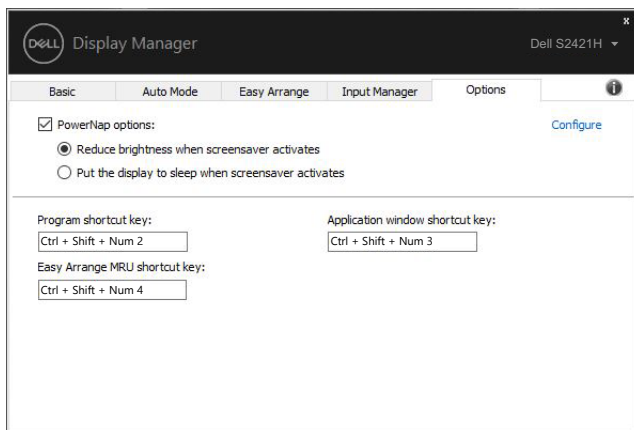 x
DELL Display Manager
Dell S2421H
Basic Auto Mode Easy Arrange Input Manager Options
PowerNap options:
Configure
Reduce brightness when screensaver activates
Put the display to sleep when screensaver activates
Program shortcut key:
Application window shortcut key:
Ctrl + Shift + Num 2
Ctrl + Shift + Num 3
Easy Arrange MRU shortcut key:
Ctrl + Shift + Num 4